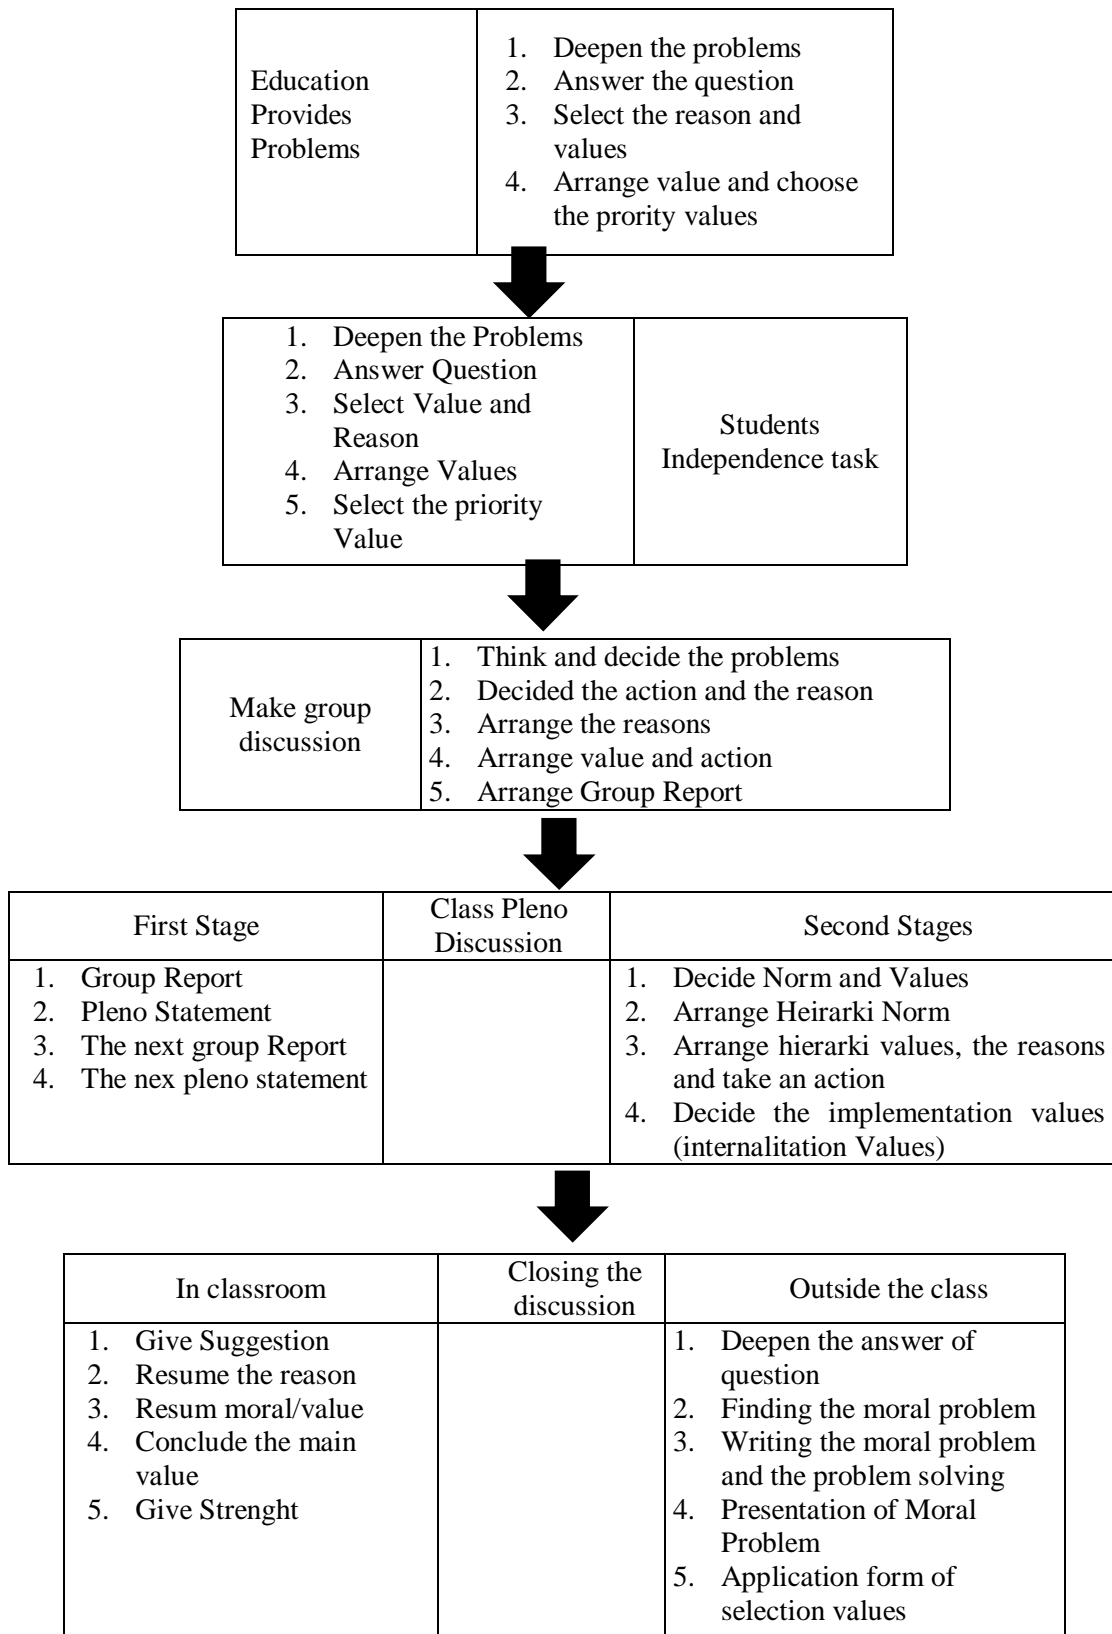 Education
Provides
Problems
1. Deepen the problems
2. Answer the question
3. Select the reason and
values
4. Arrange value and choose
the prority values
1. Deepen the Problems
2. Answer Question
3. Select Value and
Reason
4. Arrange Values
5. Select the priority
Value
Students
Independence task
Make group
discussion
1. Think and decide the problems
2. Decided the action and the reason
3. Arrange the reasons
4. Arrange value and action
5. Arrange Group Report
First Stage
Class Pleno
Discussion
Second Stages
1. Group Report
2. Pleno Statement
3. The next group Report
4. The nex pleno statement
1. Decide Norm and Values
2. Arrange Heirarki Norm
3. Arrange hierarki values, the reasons
and take an action
4. Decide the implementation values
(internalitation Values)
In classroom
Closing the
discussion
Outside the class
1. Give Suggestion
2. Resume the reason
3. Resum moral/value
4. Conclude the main
value
5. Give Strenght
1. Deepen the answer of
question
2. Finding the moral problem
3. Writing the moral problem
and the problem solving
4. Presentation of Moral
Problem
5. Application form of
selection values